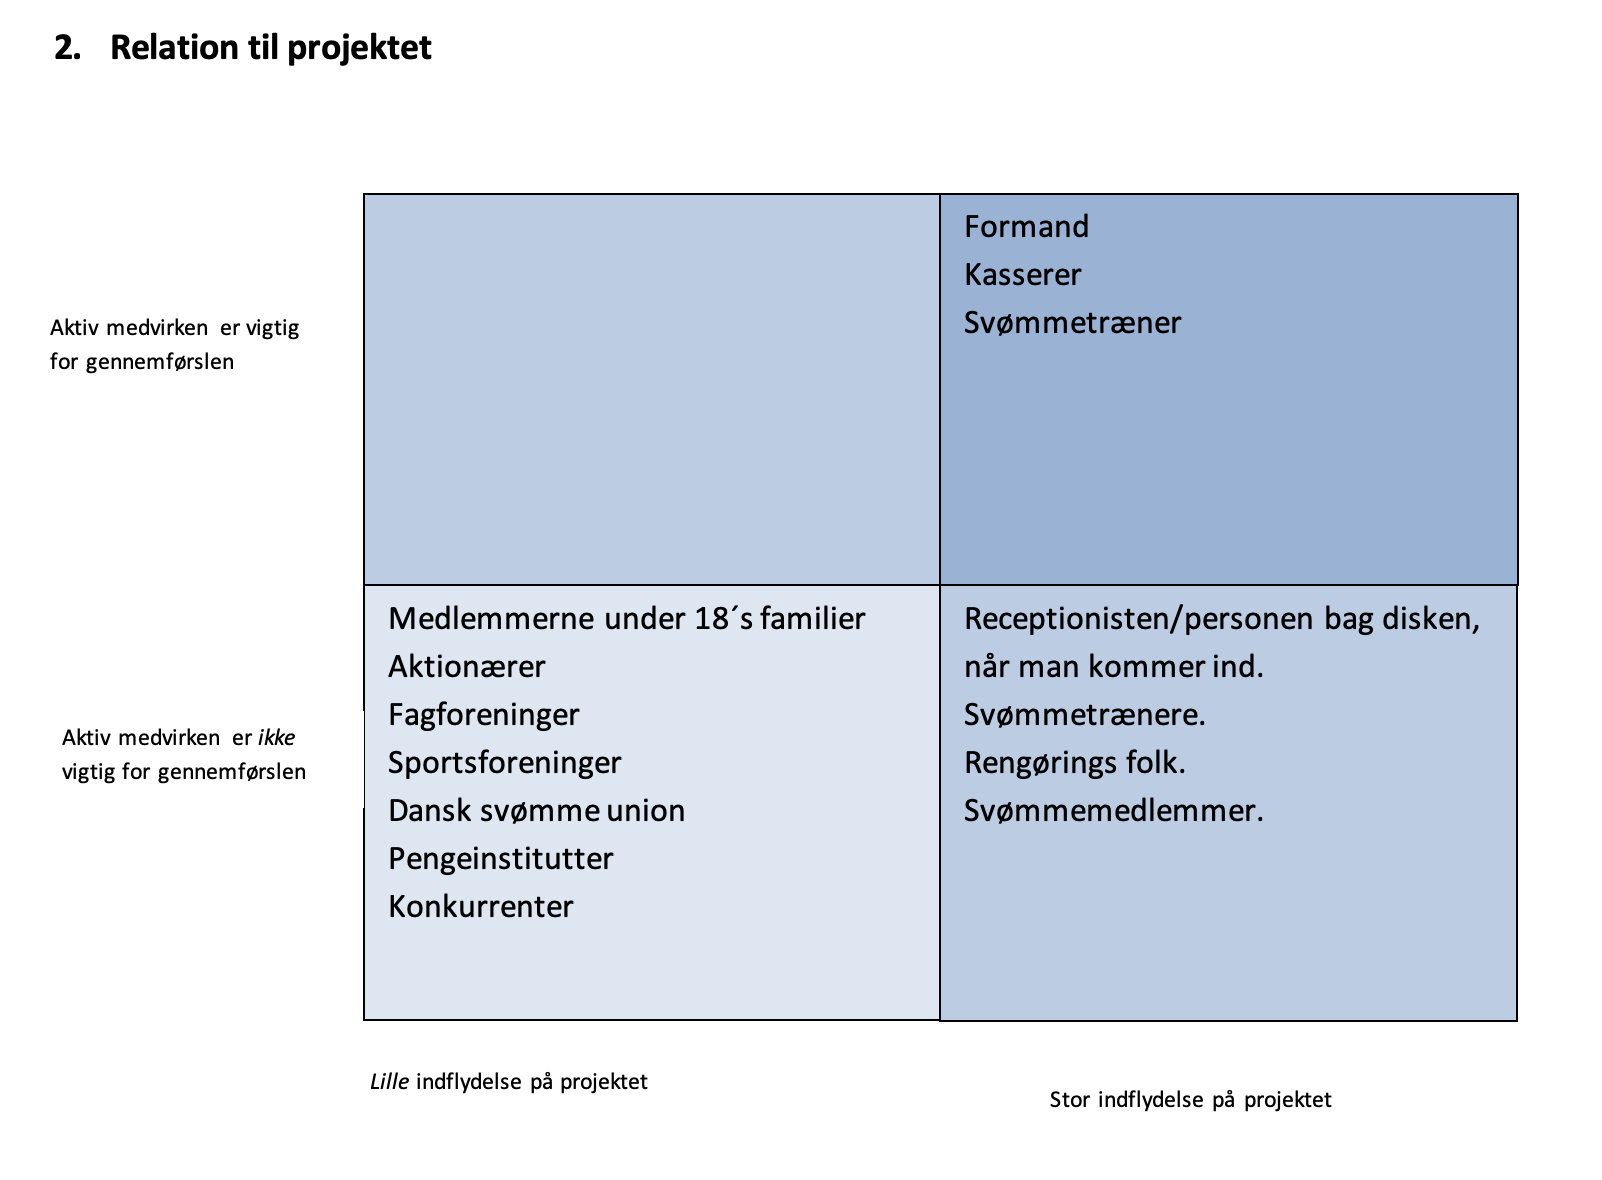 2. Relation til projektet
Formand
Kasserer
Svømmetræner
Aktiv medvirken er vigtig
for gennemførslen
Medlemmerne under 18´s familier
Aktionærer
Fagforeninger
Sportsforeninger
Dansk svømme union
Pengeinstitutter
Konkurrenter
Receptionisten/personen bag disken,
når man kommer ind.
Svømmetrænere.
Rengørings folk.
Svømmemedlemmer.
Aktiv medvirken er ikke
vigtig for gennemførslen
Lille indflydelse på projektet
Stor indflydelse på projektet